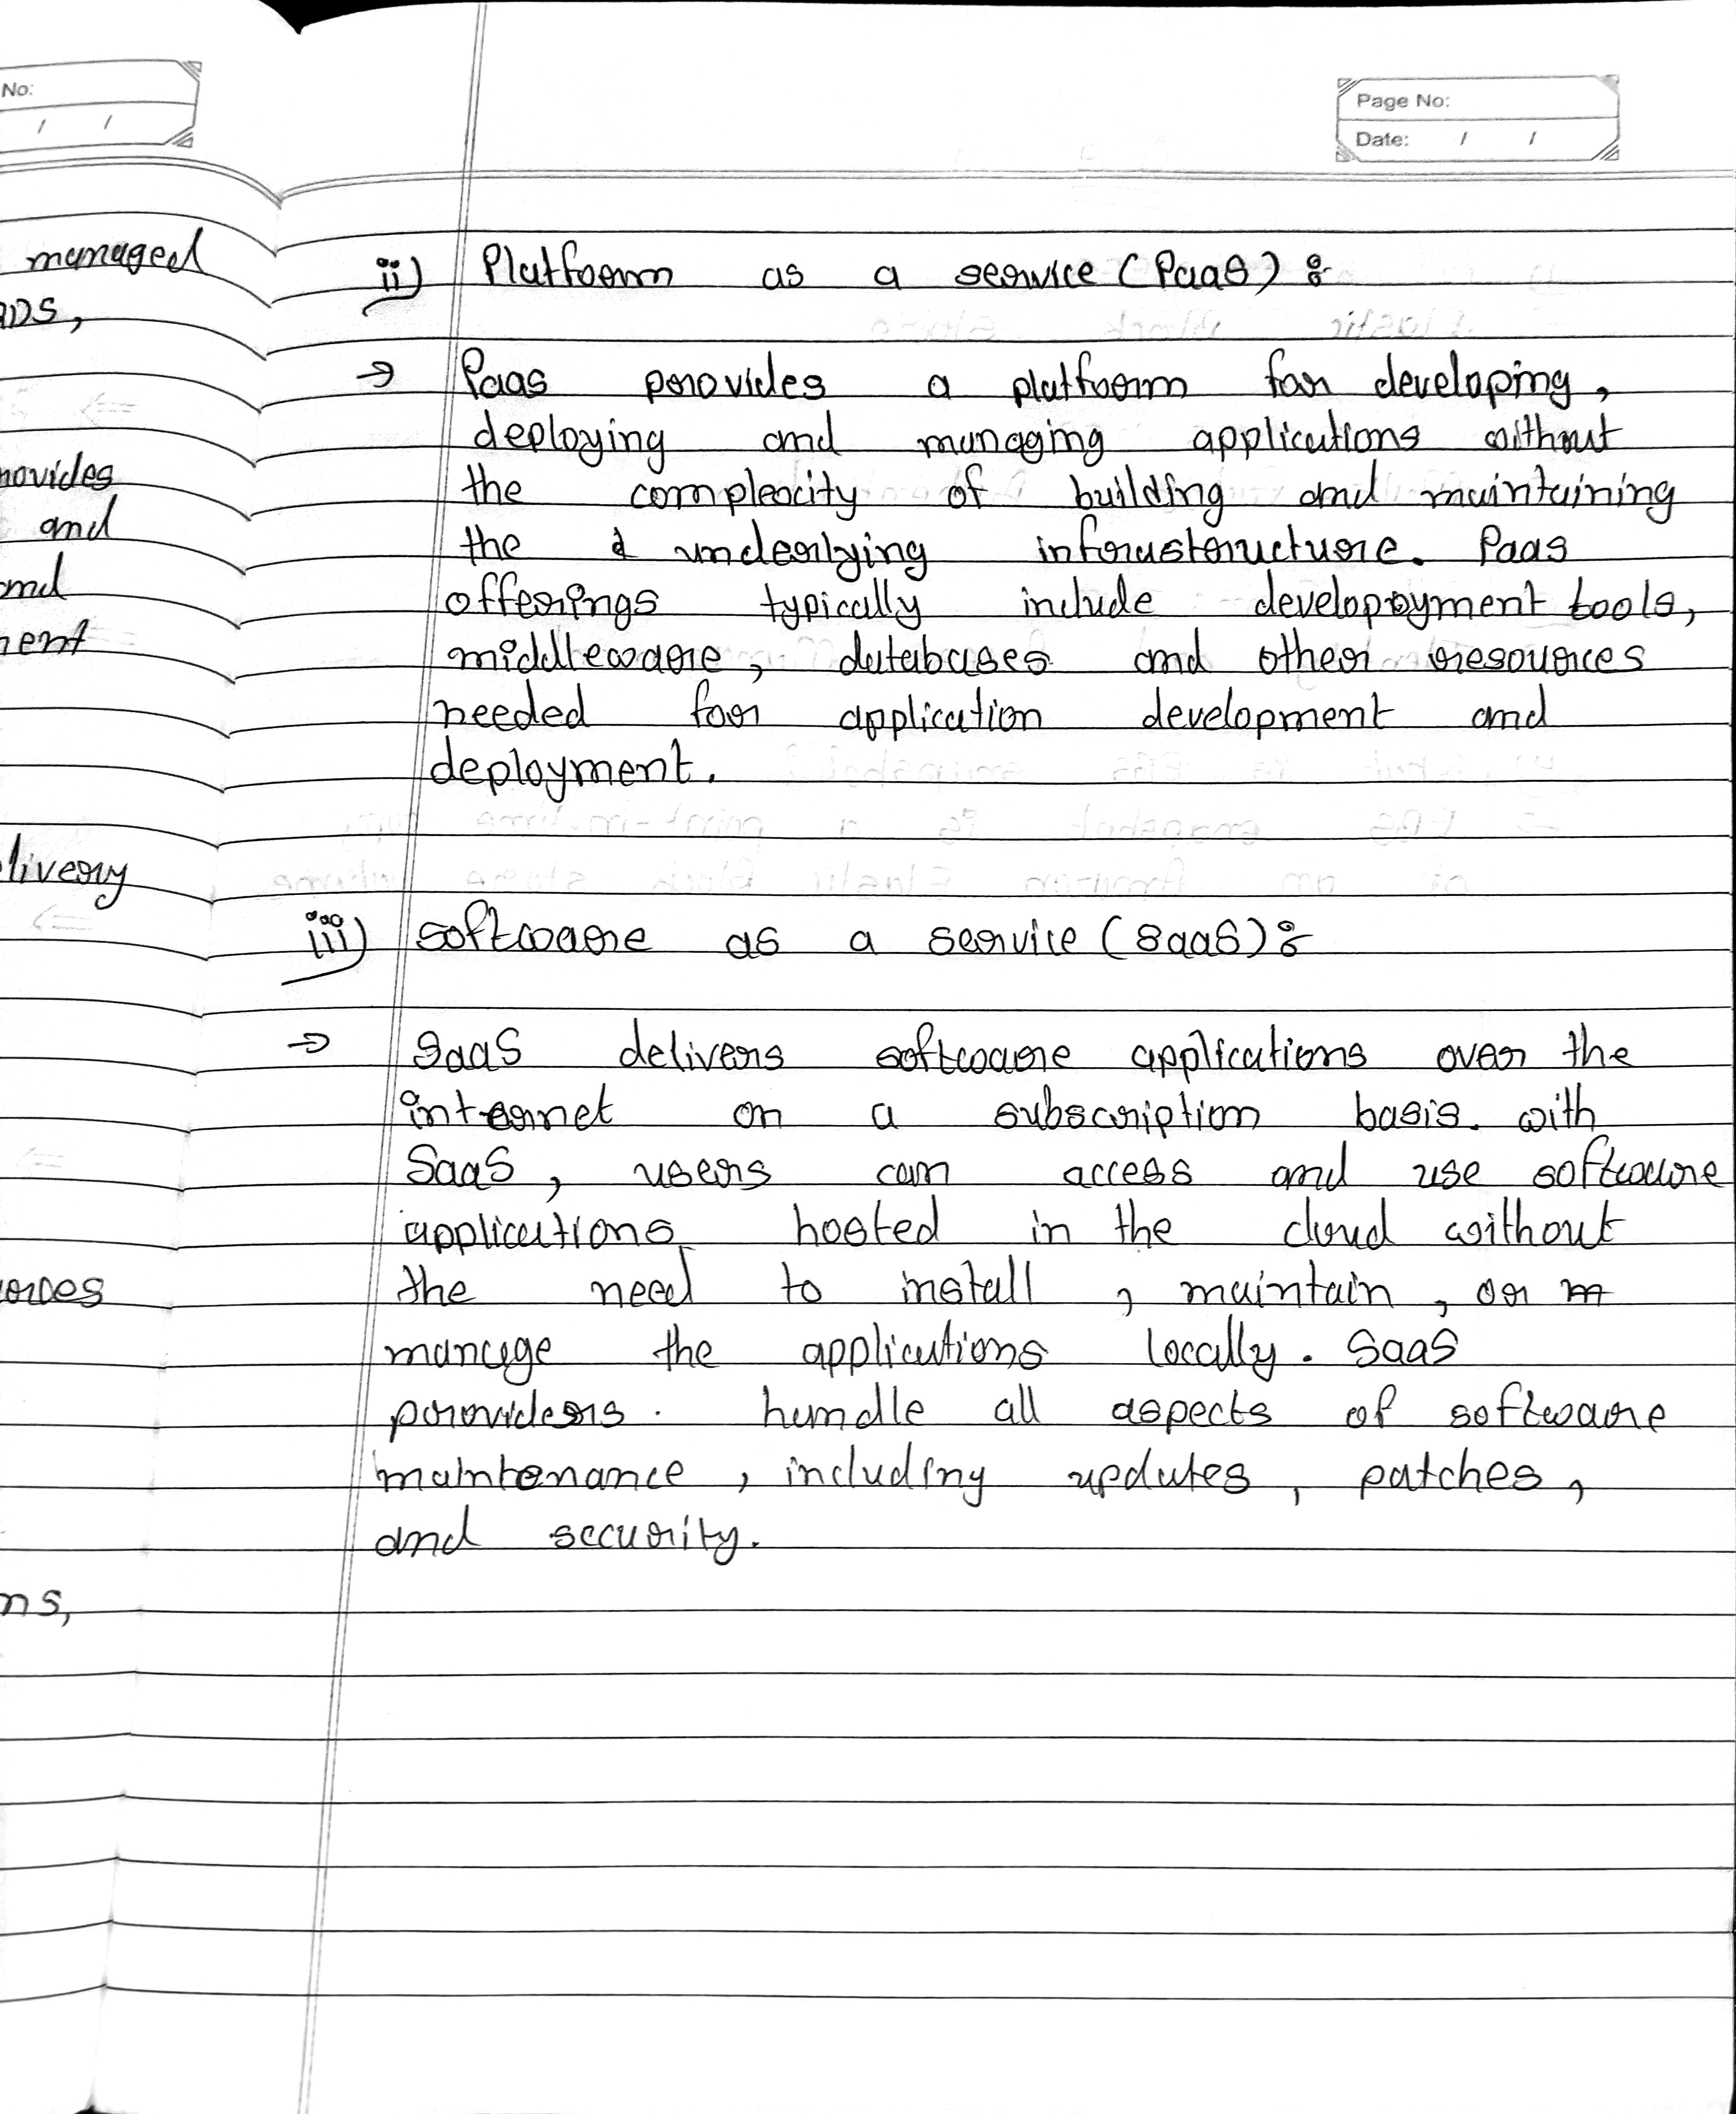 No:
/ /
managed
RDS,
rovides
and
and
ment
livery
ources
ns,
Page No:
Date: / /
ii) Platform as a service (PaaS) :-
→ Paas provides a platform for developing,
deploying and managing applications without
the complexity of building and maintaining
the underlying infrastructure. Paas
offerings typically include developoyment tools,
middleware, databases and other resources
needed for application development and
deployment.
iii) software as a service (SaaS) :-
→ SaaS delivers software applications over the
internet on a subscription basis. with
SaaS, users can access and use software
applications hosted in the cloud without
the need to install, maintain, or m
manage the applications locally. SaaS
providers. handle all aspects of software
maintenance, including updates, patches,
and security.